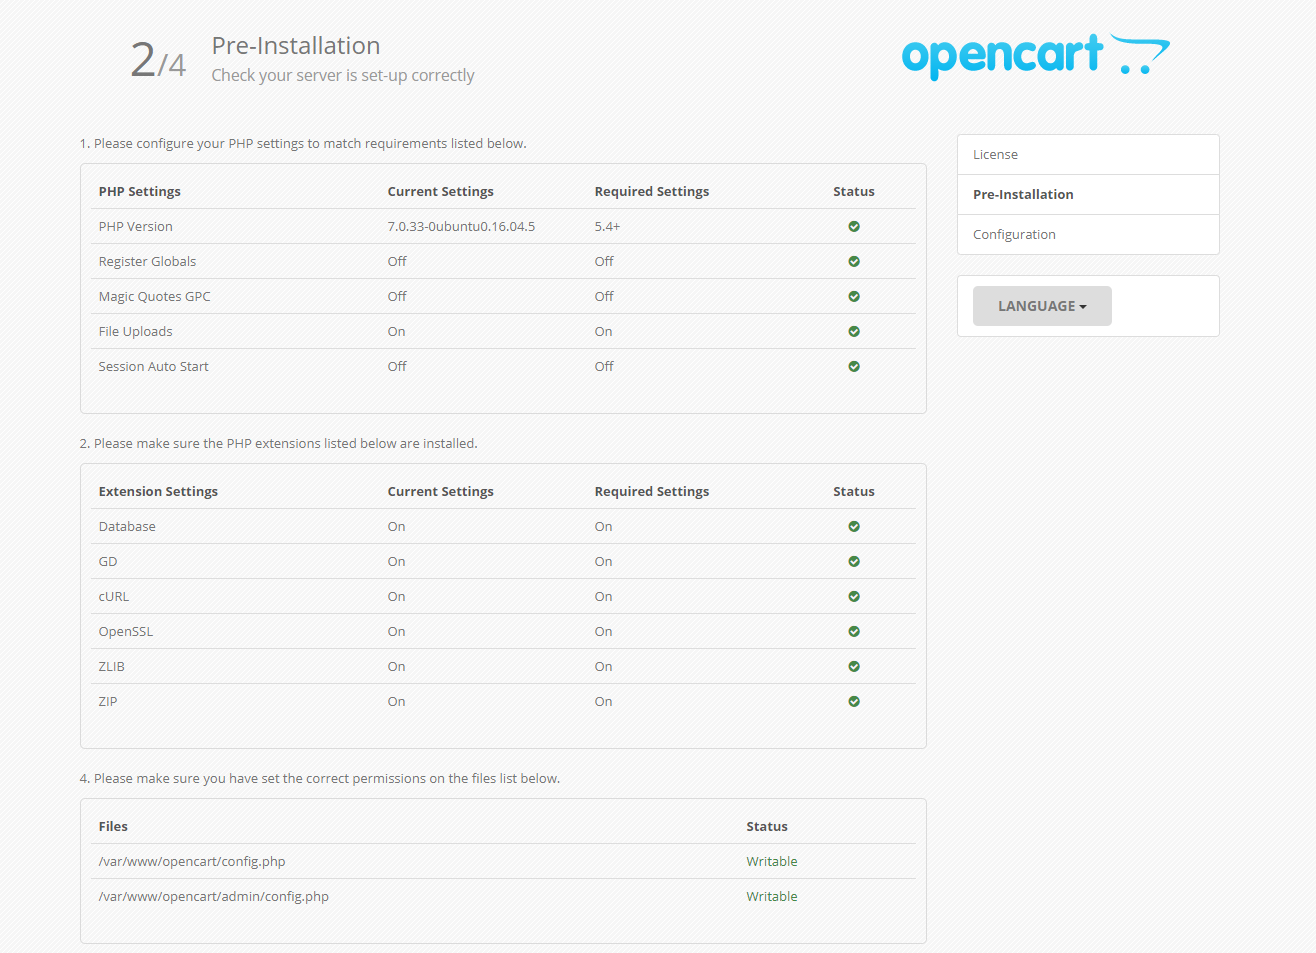 2/4
Pre-Installation
Check your server is set-up correctly
opencart
1. Please configure your PHP settings to match requirements listed below.
PHP Settings Current Settings Required Settings Status
PHP Version 7.0.33-0ubuntu0.16.04.5 5.4+
Register Globals Off Off
Magic Quotes GPC Off Off
File Uploads On On
Session Auto Start Off Off
2. Please make sure the PHP extensions listed below are installed.
Extension Settings Current Settings Required Settings Status
Database On On
GD On On
cURL On On
OpenSSL On On
ZLIB On On
ZIP On On
4. Please make sure you have set the correct permissions on the files list below.
Files Status
/var/www/opencart/config.php Writable
/var/www/opencart/admin/config.php Writable
License
Pre-Installation
Configuration
LANGUAGE